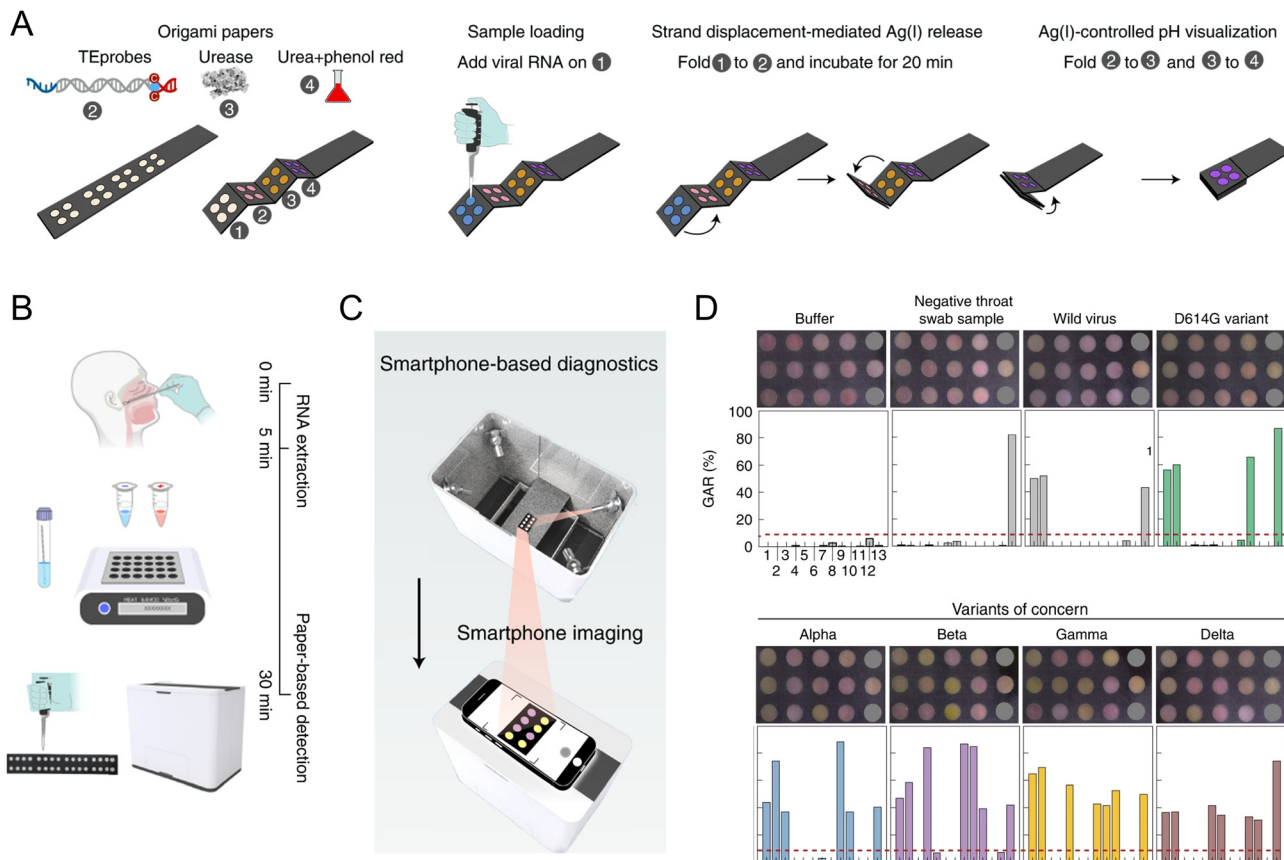 A
Origami papers
TEprobes
Urease
Urea+phenol red
C
C
2
3
4
1
2
3
4
Sample loading
Add viral RNA on 1
Strand displacement-mediated Ag(I) release
Fold 1 to 2 and incubate for 20 min
Ag(I)-controlled pH visualization
Fold 2 to 3 and 3 to 4
B
0 min
5 min
30 min
RNA extraction
Paper-based detection
C
Smartphone-based diagnostics
Smartphone imaging
D
Buffer
Negative throat
swab sample
Wild virus
D614G variant
GAR (%)
100
80
60
40
20
0
1
1 3 5 7 9 11 13
2 4 6 8 10 12
Variants of concern
Alpha
Beta
Gamma
Delta